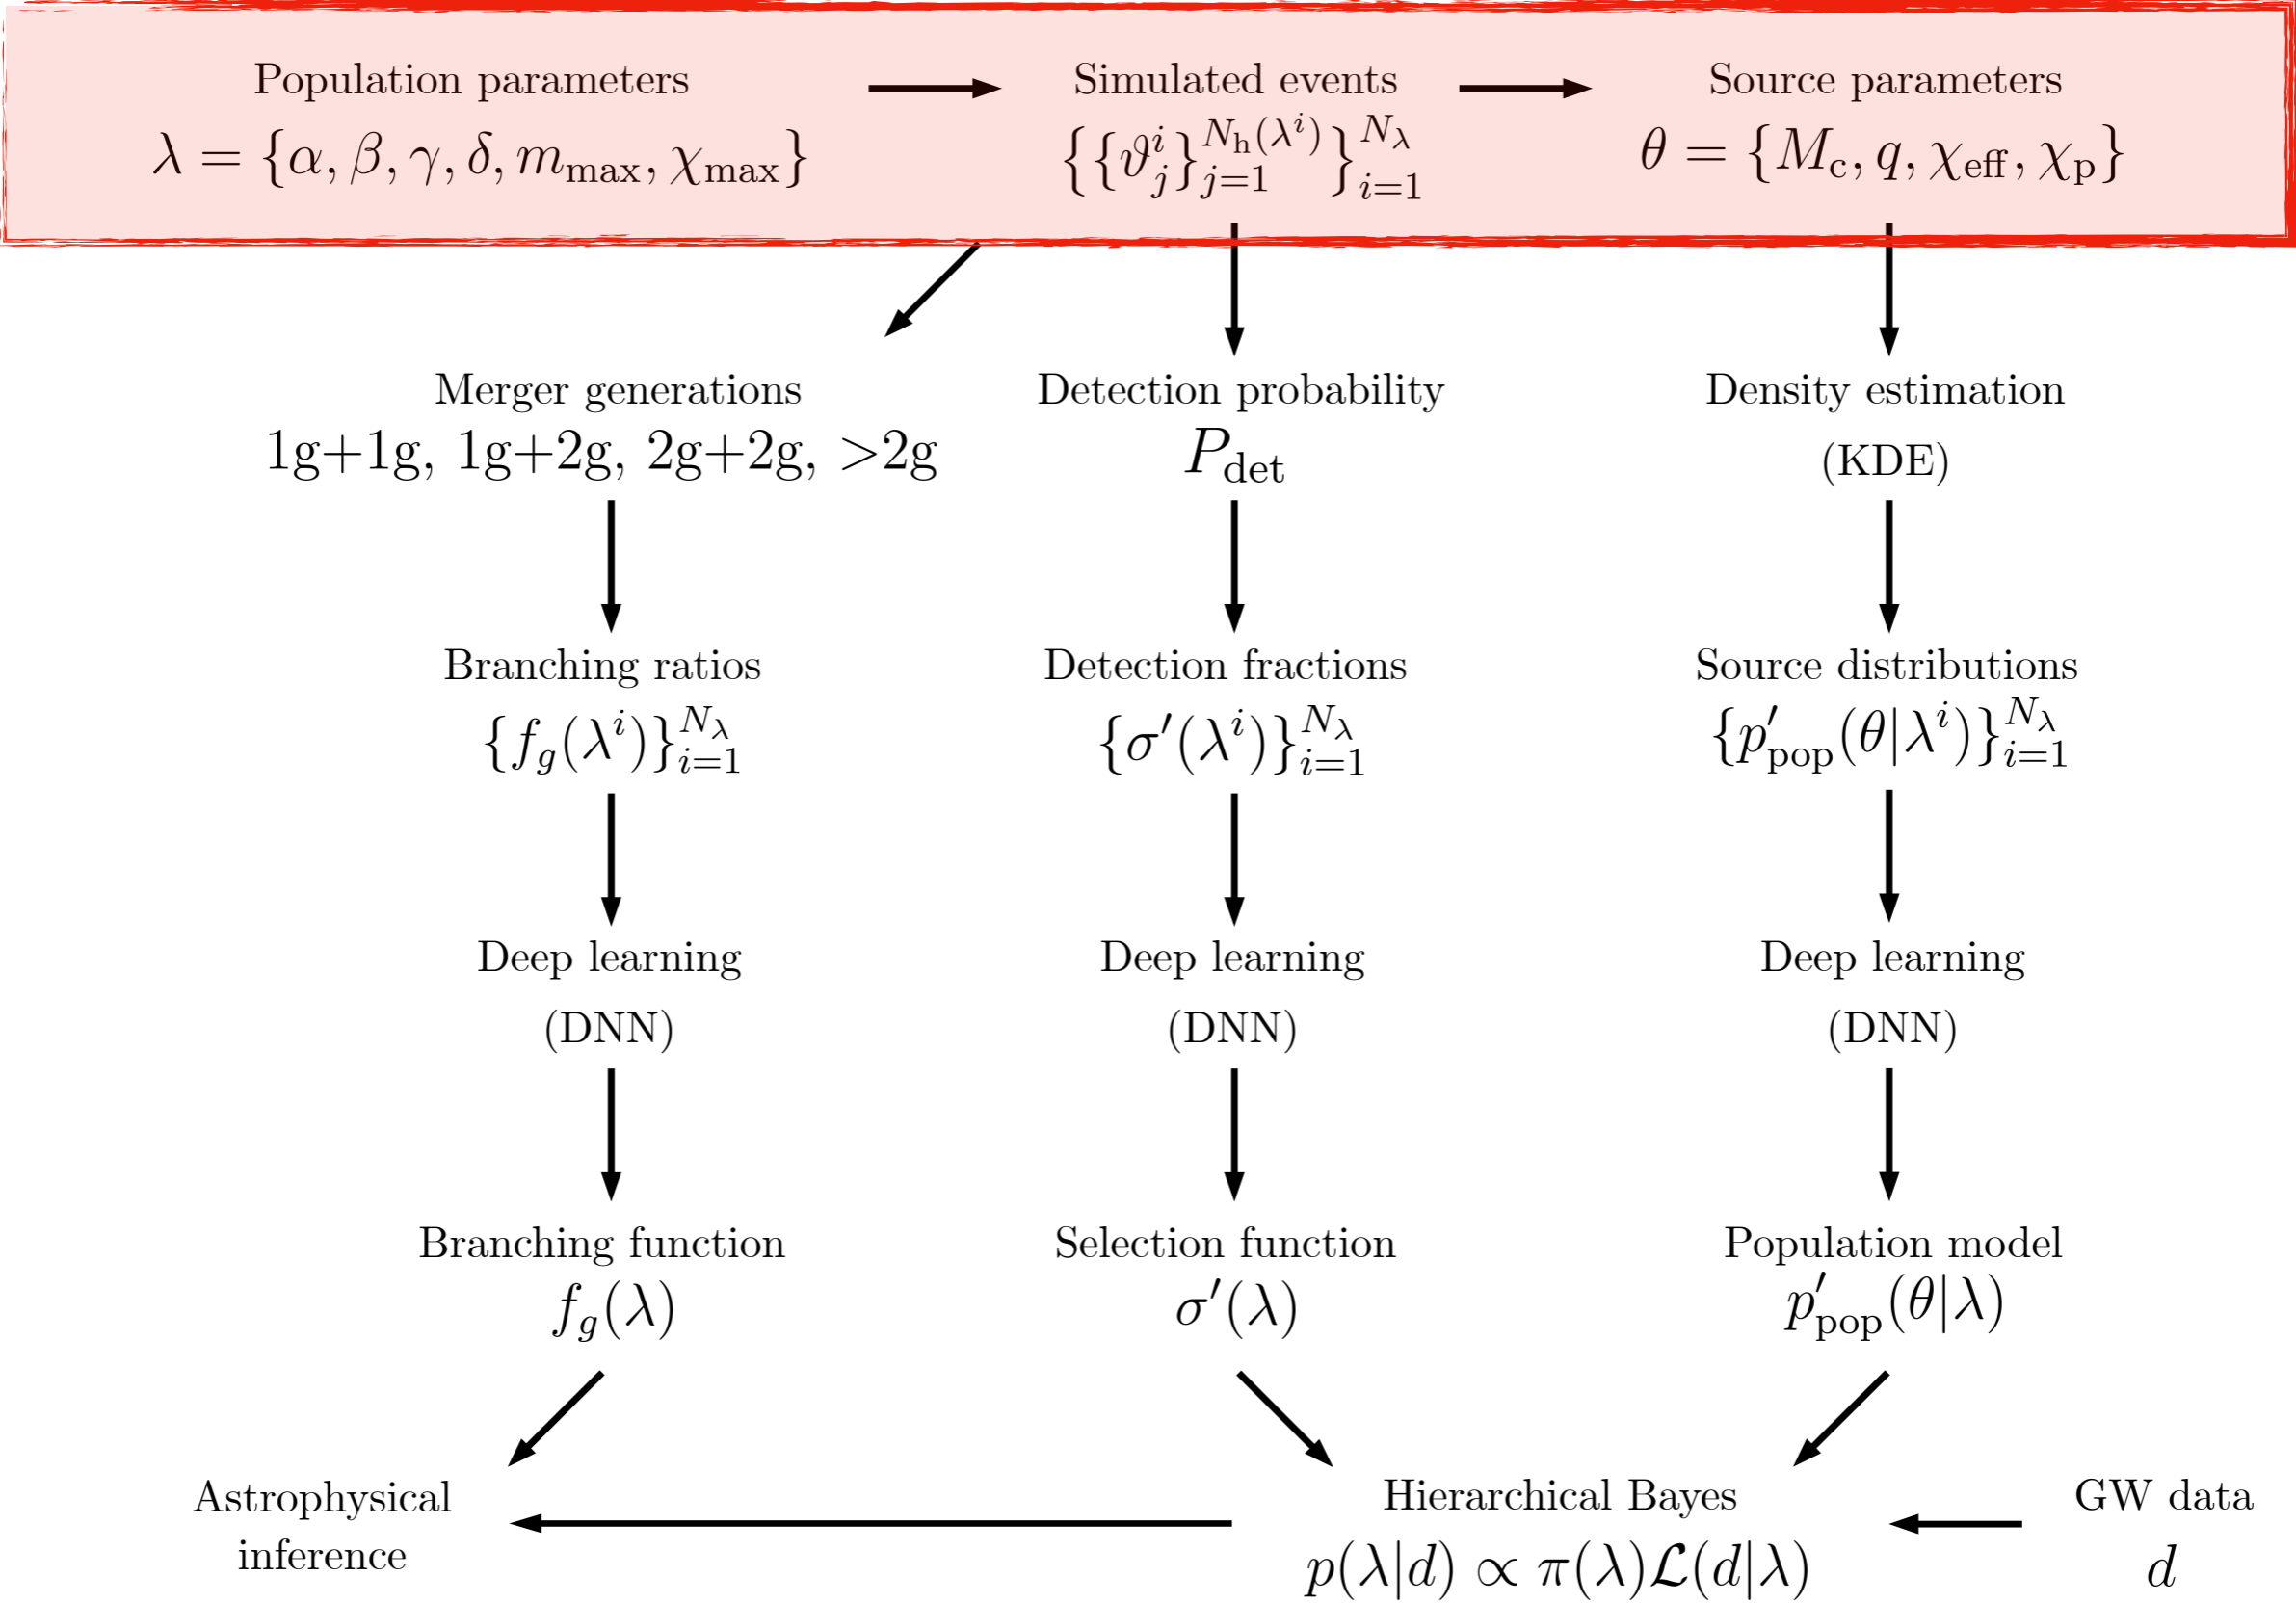 Population parameters
λ = {α, β, γ, δ, m_max, χ_max}
Simulated events
{{ϑ_j^i}_{j=1}^{N_h(λ^i)}}_{i=1}^{N_λ}
Source parameters
θ = {M_c, q, χ_eff, χ_p}
Merger generations
1g+1g, 1g+2g, 2g+2g, >2g
Detection probability
P_det
Density estimation
(KDE)
Branching ratios
{f_g(λ^i)}_{i=1}^{N_λ}
Detection fractions
{σ′(λ^i)}_{i=1}^{N_λ}
Source distributions
{p′_pop(θ|λ^i)}_{i=1}^{N_λ}
Deep learning
(DNN)
Deep learning
(DNN)
Deep learning
(DNN)
Branching function
f_g(λ)
Selection function
σ′(λ)
Population model
p′_pop(θ|λ)
Astrophysical
inference
Hierarchical Bayes
p(λ|d) ∝ π(λ)ℒ(d|λ)
GW data
d